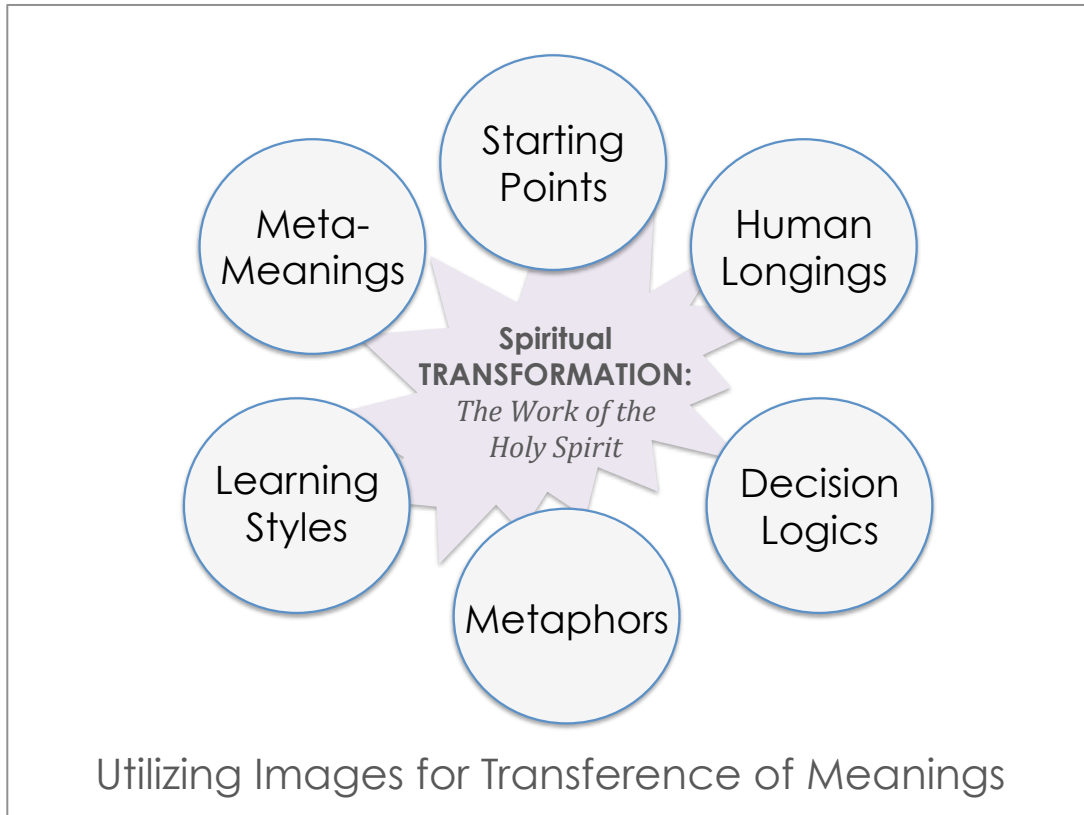 Starting
Points
Human
Longings
Decision
Logics
Metaphors
Learning
Styles
Meta-
Meanings
Spiritual
TRANSFORMATION:
The Work of the
Holy Spirit
Utilizing Images for Transference of Meanings